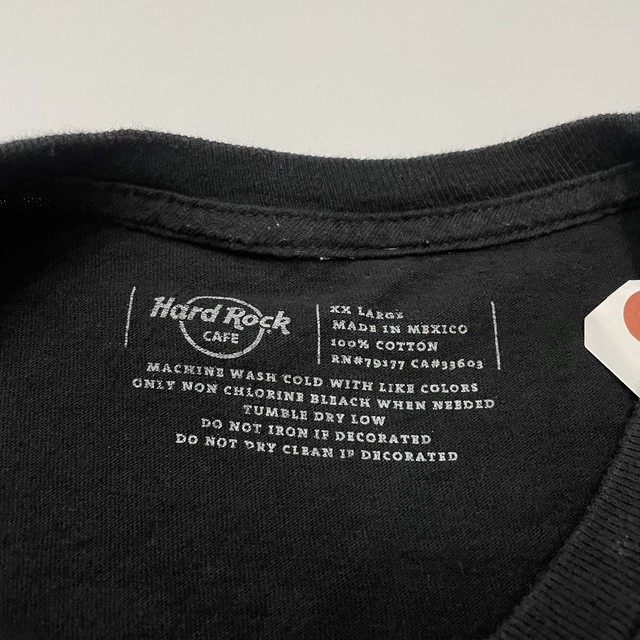 Hard Rock
CAFE
XX LARGE
MADE IN MEXICO
100% COTTON
RN#79177 CA#33603
MACHINE WASH COLD WITH LIKE COLORS
ONLY NON CHLORINE BLEACH WHEN NEEDED
TUMBLE DRY LOW
DO NOT IRON IF DECORATED
DO NOT DRY CLEAN IF DECORATED